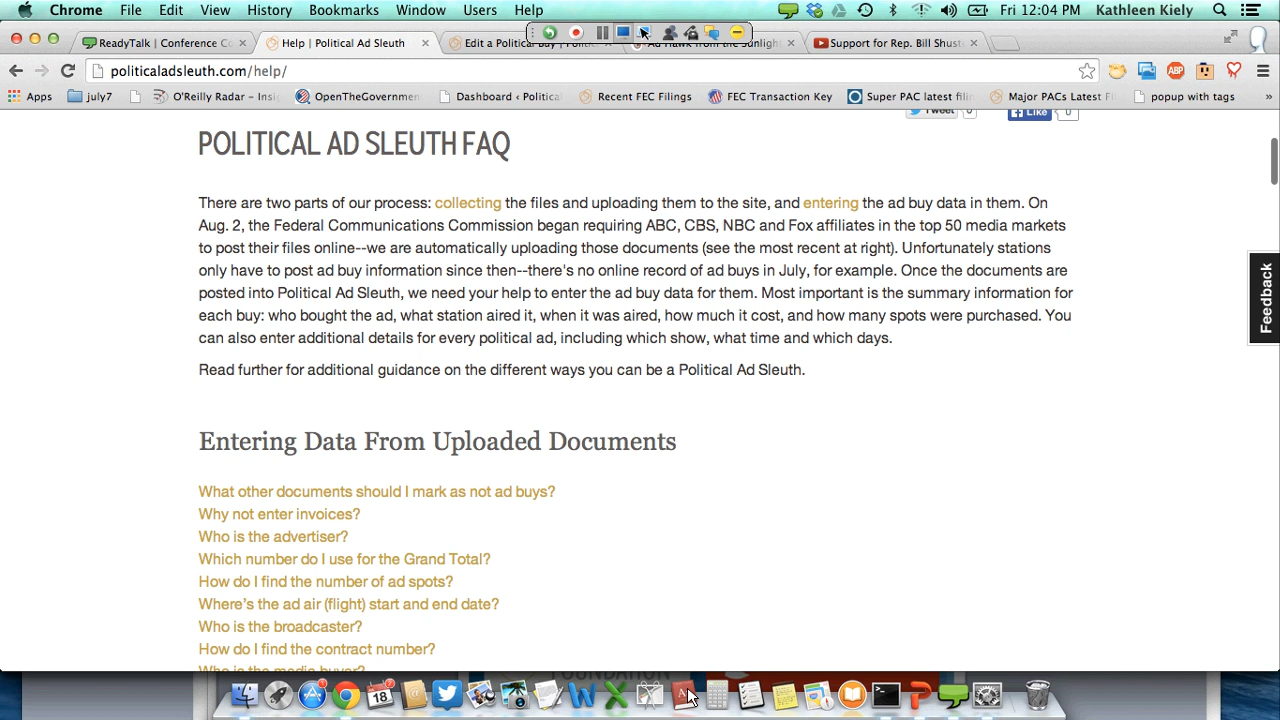 Chrome File Edit View History Bookmarks Window Users Help Fri 12:04 PM Kathleen Kiely
ReadyTalk | Conference Co Help | Political Ad Sleuth Edit a Political Buy Ad Hawk from the Sunligh Support for Rep. Bill Shust
politicaladsleuth.com/help/ ABP
Apps july7 O'Reilly Radar - Insi OpenTheGovernmen Dashboard ‹ Politica Recent FEC Filings FEC Transaction Key Super PAC latest filin Major PACs Latest F popup with tags »
Tweet 0 Like 0
POLITICAL AD SLEUTH FAQ
There are two parts of our process: collecting the files and uploading them to the site, and entering the ad buy data in them. On
Aug. 2, the Federal Communications Commission began requiring ABC, CBS, NBC and Fox affiliates in the top 50 media markets
to post their files online--we are automatically uploading those documents (see the most recent at right). Unfortunately stations
only have to post ad buy information since then--there's no online record of ad buys in July, for example. Once the documents are
posted into Political Ad Sleuth, we need your help to enter the ad buy data for them. Most important is the summary information for
each buy: who bought the ad, what station aired it, when it was aired, how much it cost, and how many spots were purchased. You
can also enter additional details for every political ad, including which show, what time and which days.
Read further for additional guidance on the different ways you can be a Political Ad Sleuth.
Feedback
Entering Data From Uploaded Documents
What other documents should I mark as not ad buys?
Why not enter invoices?
Who is the advertiser?
Which number do I use for the Grand Total?
How do I find the number of ad spots?
Where's the ad air (flight) start and end date?
Who is the broadcaster?
How do I find the contract number?
Who is the media buyer?
18